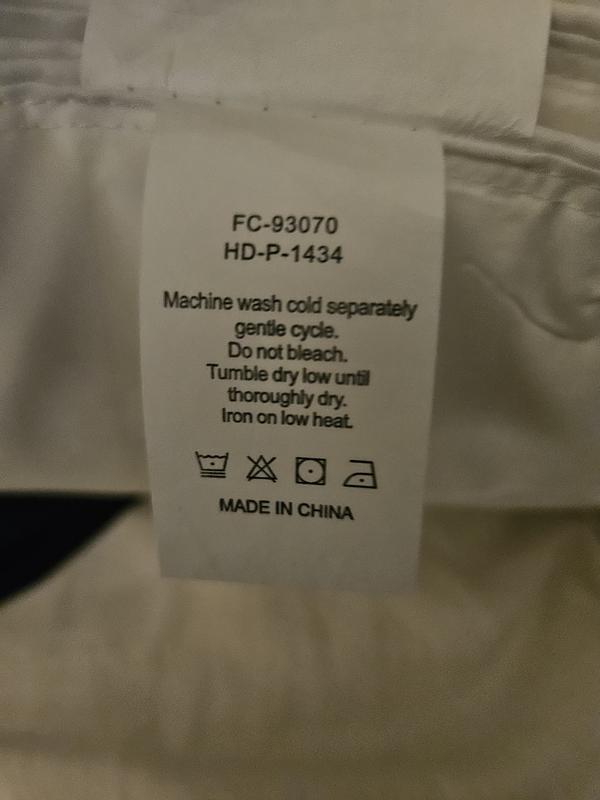 FC-93070
HD-P-1434
Machine wash cold separately
gentle cycle.
Do not bleach.
Tumble dry low until
thoroughly dry.
Iron on low heat.
MADE IN CHINA